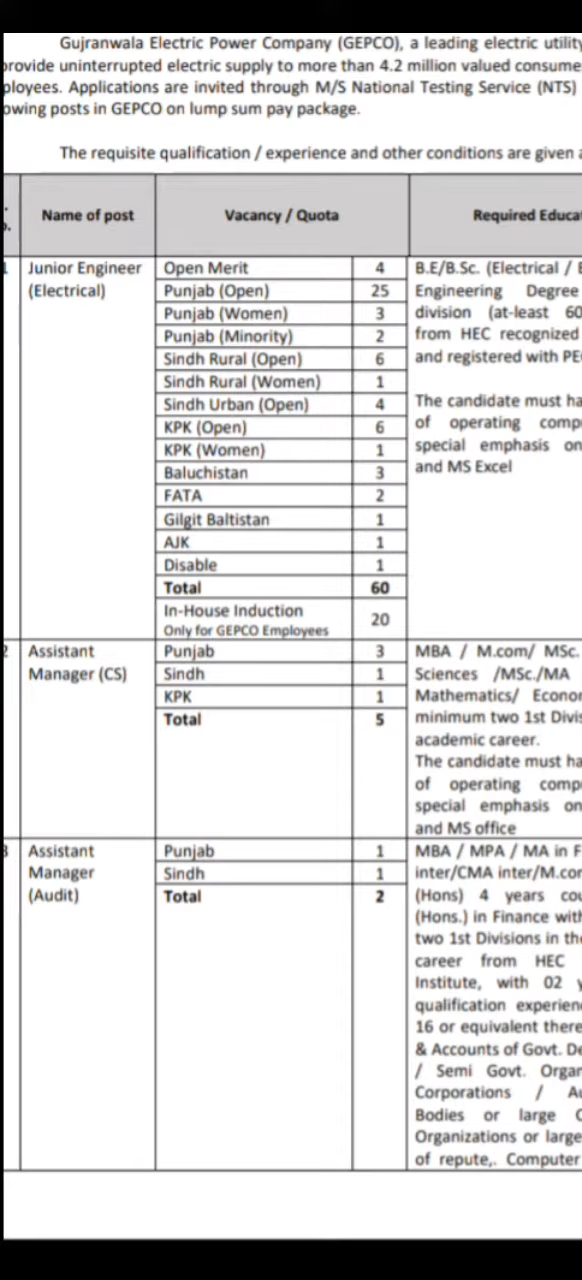 Gujranwala Electric Power Company (GEPCO), a leading electric utility
provide uninterrupted electric supply to more than 4.2 million valued consume
ployees. Applications are invited through M/S National Testing Service (NTS)
owing posts in GEPCO on lump sum pay package.
The requisite qualification / experience and other conditions are given a
Name of post Vacancy / Quota Required Educat
1 Junior Engineer (Electrical)
Open Merit 4
Punjab (Open) 25
Punjab (Women) 3
Punjab (Minority) 2
Sindh Rural (Open) 6
Sindh Rural (Women) 1
Sindh Urban (Open) 4
KPK (Open) 6
KPK (Women) 1
Baluchistan 3
FATA 2
Gilgit Baltistan 1
AJK 1
Disable 1
Total 60
In-House Induction 20
Only for GEPCO Employees
B.E/B.Sc. (Electrical / E
Engineering Degree
division (at-least 60
from HEC recognized
and registered with PE
The candidate must ha
of operating comp
special emphasis on
and MS Excel
2 Assistant
Manager (CS)
Punjab 3
Sindh 1
KPK 1
Total 5
MBA / M.com/ MSc.
Sciences /MSc./MA
Mathematics/ Econor
minimum two 1st Divis
academic career.
The candidate must ha
of operating comp
special emphasis on
and MS office
3 Assistant
Manager
(Audit)
Punjab 1
Sindh 1
Total 2
MBA / MPA / MA in F
inter/CMA inter/M.cor
(Hons) 4 years cou
(Hons.) in Finance with
two 1st Divisions in the
career from HEC
Institute, with 02 y
qualification experien
16 or equivalent there
& Accounts of Govt. De
/ Semi Govt. Organ
Corporations / Au
Bodies or large C
Organizations or large
of repute,. Computer